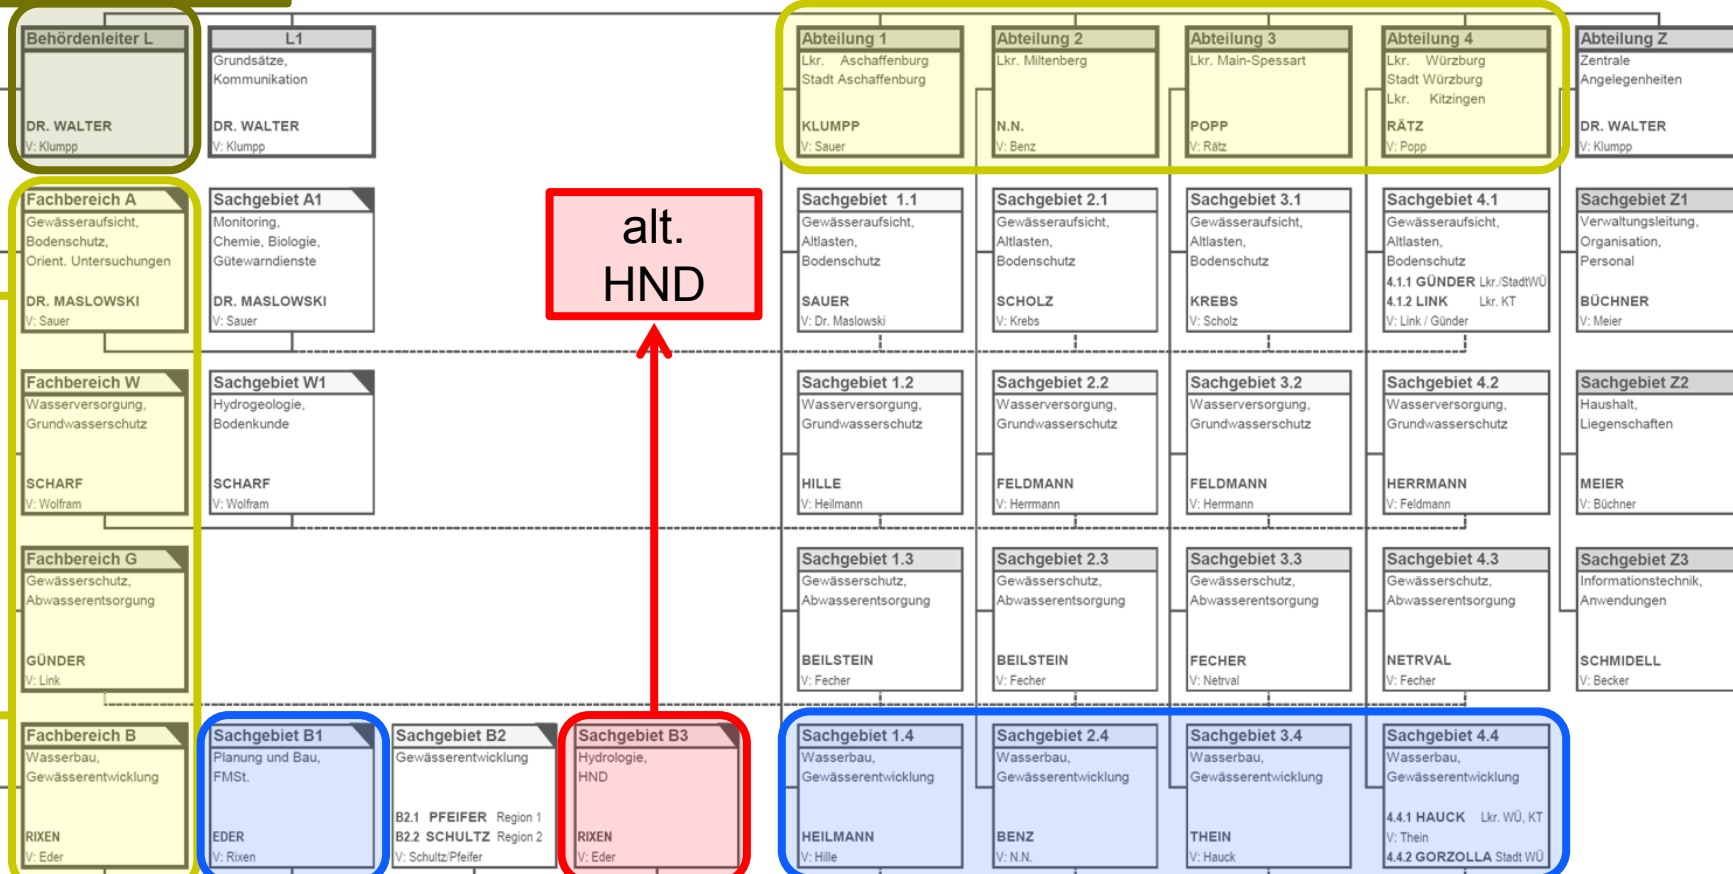 Behördenleiter L
DR. WALTER
V: Klumpp
L1
Grundsätze,
Kommunikation
DR. WALTER
V: Klumpp
Abteilung 1
Lkr. Aschaffenburg
Stadt Aschaffenburg
KLUMPP
V: Sauer
Abteilung 2
Lkr. Miltenberg
N.N.
V: Benz
Abteilung 3
Lkr. Main-Spessart
POPP
V: Rätz
Abteilung 4
Lkr. Würzburg
Stadt Würzburg
Lkr. Kitzingen
RÄTZ
V: Popp
Abteilung Z
Zentrale
Angelegenheiten
DR. WALTER
V: Klumpp
Fachbereich A
Gewässeraufsicht,
Bodenschutz,
Orient. Untersuchungen
DR. MASLOWSKI
V: Sauer
Sachgebiet A1
Monitoring,
Chemie, Biologie,
Gütewarndienste
DR. MASLOWSKI
V: Sauer
alt.
HND
Sachgebiet 1.1
Gewässeraufsicht,
Altlasten,
Bodenschutz
SAUER
V: Dr. Maslowski
Sachgebiet 2.1
Gewässeraufsicht,
Altlasten,
Bodenschutz
SCHOLZ
V: Krebs
Sachgebiet 3.1
Gewässeraufsicht,
Altlasten,
Bodenschutz
KREBS
V: Scholz
Sachgebiet 4.1
Gewässeraufsicht,
Altlasten,
Bodenschutz
4.1.1 GÜNDER Lkr./StadtWÜ
4.1.2 LINK Lkr. KT
V: Link / Günder
Sachgebiet Z1
Verwaltungsleitung,
Organisation,
Personal
BÜCHNER
V: Meier
Fachbereich W
Wasserversorgung,
Grundwasserschutz
SCHARF
V: Wolfram
Sachgebiet W1
Hydrogeologie,
Bodenkunde
SCHARF
V: Wolfram
Sachgebiet 1.2
Wasserversorgung,
Grundwasserschutz
HILLE
V: Heilmann
Sachgebiet 2.2
Wasserversorgung,
Grundwasserschutz
FELDMANN
V: Herrmann
Sachgebiet 3.2
Wasserversorgung,
Grundwasserschutz
FELDMANN
V: Herrmann
Sachgebiet 4.2
Wasserversorgung,
Grundwasserschutz
HERRMANN
V: Feldmann
Sachgebiet Z2
Haushalt,
Liegenschaften
MEIER
V: Büchner
Fachbereich G
Gewässerschutz,
Abwasserentsorgung
GÜNDER
V: Link
Sachgebiet 1.3
Gewässerschutz,
Abwasserentsorgung
BEILSTEIN
V: Fecher
Sachgebiet 2.3
Gewässerschutz,
Abwasserentsorgung
BEILSTEIN
V: Fecher
Sachgebiet 3.3
Gewässerschutz,
Abwasserentsorgung
FECHER
V: Netrval
Sachgebiet 4.3
Gewässerschutz,
Abwasserentsorgung
NETRVAL
V: Fecher
Sachgebiet Z3
Informationstechnik,
Anwendungen
SCHMIDELL
V: Becker
Fachbereich B
Wasserbau,
Gewässerentwicklung
RIXEN
V: Eder
Sachgebiet B1
Planung und Bau,
FMSt.
EDER
V: Rixen
Sachgebiet B2
Gewässerentwicklung
B2.1 PFEIFER Region 1
B2.2 SCHULTZ Region 2
V: Schultz/Pfeifer
Sachgebiet B3
Hydrologie,
HND
RIXEN
V: Eder
Sachgebiet 1.4
Wasserbau,
Gewässerentwicklung
HEILMANN
V: Hille
Sachgebiet 2.4
Wasserbau,
Gewässerentwicklung
BENZ
V: N.N.
Sachgebiet 3.4
Wasserbau,
Gewässerentwicklung
THEIN
V: Hauck
Sachgebiet 4.4
Wasserbau,
Gewässerentwicklung
4.4.1 HAUCK Lkr. WÜ, KT
V: Thein
4.4.2 GORZOLLA Stadt WÜ